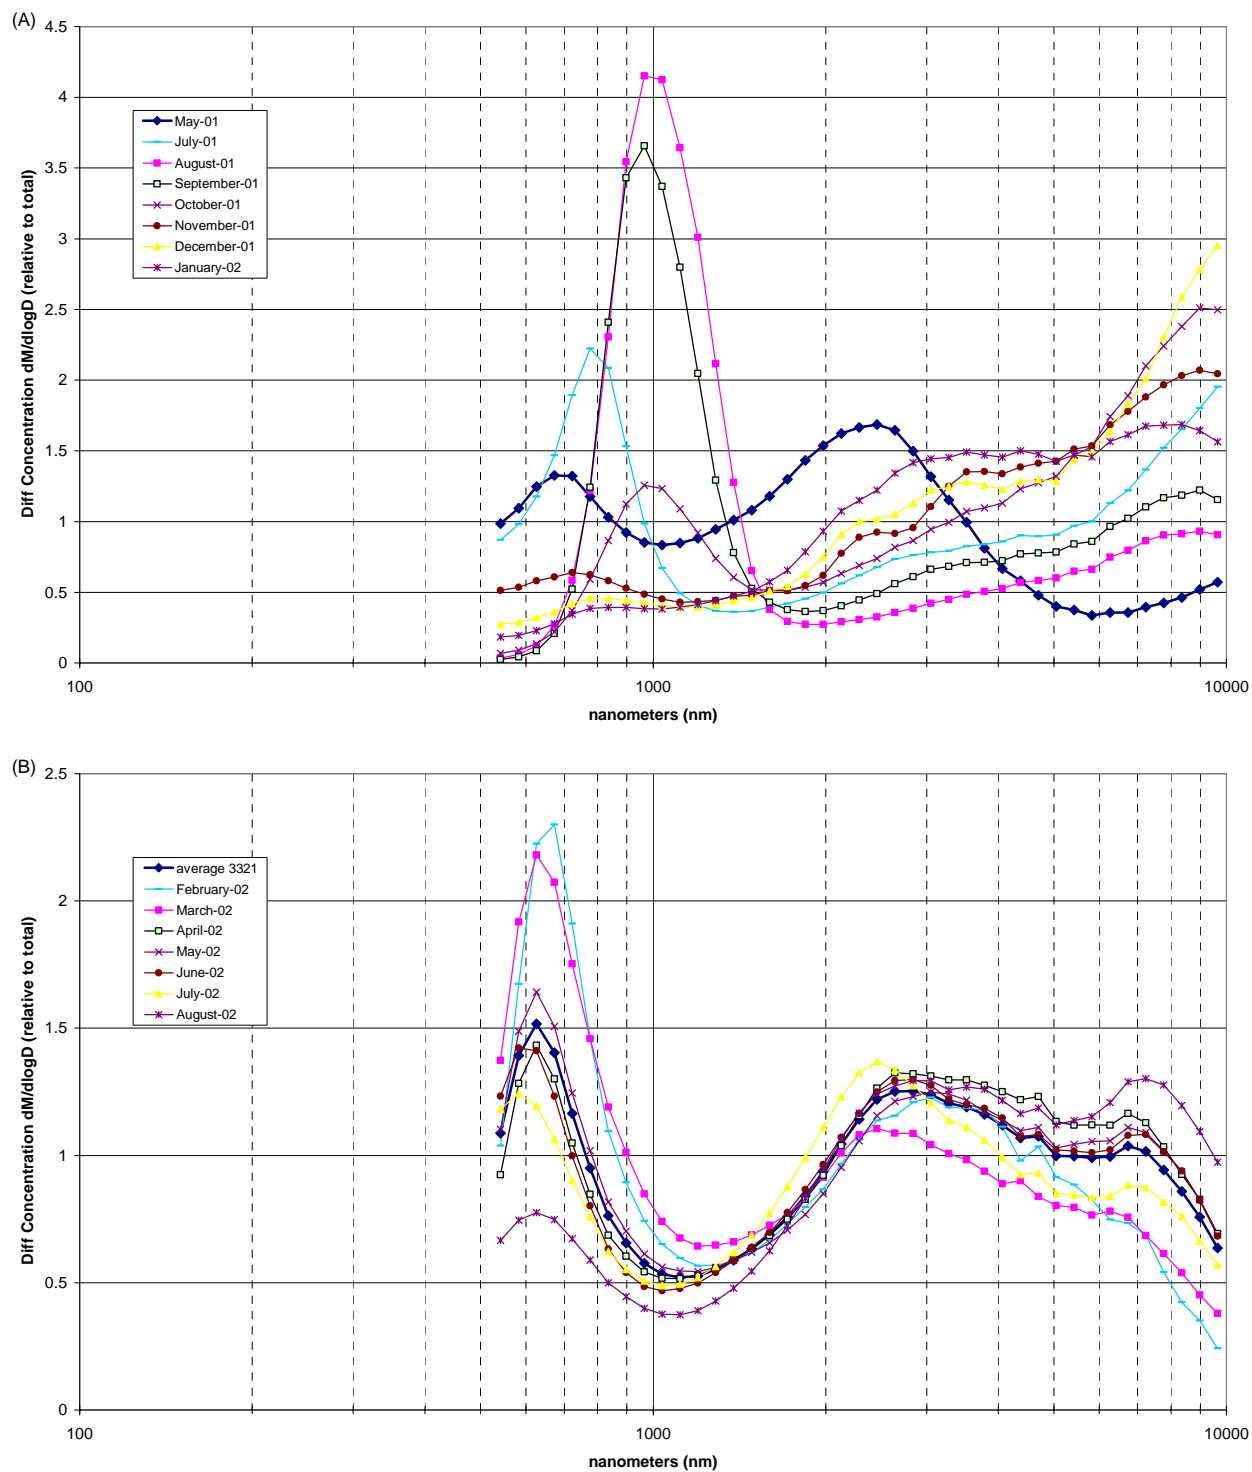 (A)
4.5
4
3.5
3
2.5
2
1.5
1
0.5
0
Diff Concentration dM/dlogD (relative to total)
May-01
July-01
August-01
September-01
October-01
November-01
December-01
January-02
100
1000
10000
nanometers (nm)
(B)
2.5
2
1.5
1
0.5
0
Diff Concentration dM/dlogD (relative to total)
average 3321
February-02
March-02
April-02
May-02
June-02
July-02
August-02
100
1000
10000
nanometers (nm)